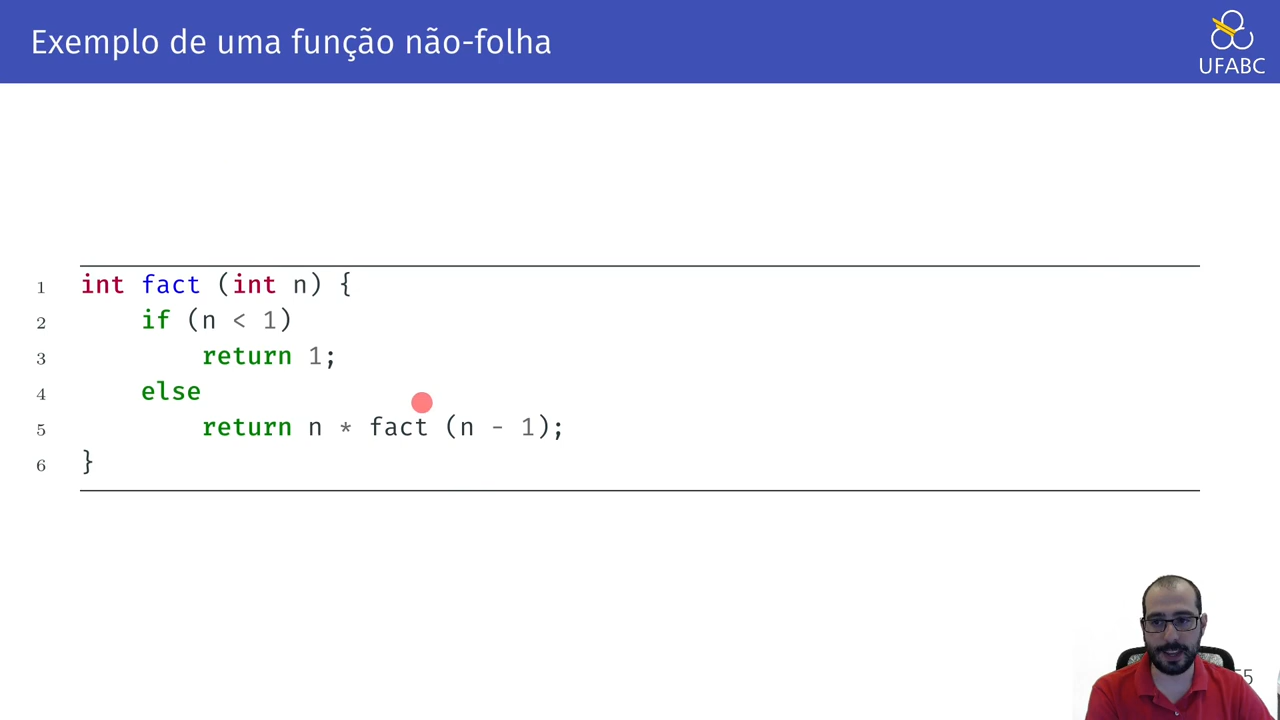 Exemplo de uma função não-folha
UFABC
1 int fact (int n) {
2 if (n < 1)
3 return 1;
4 else
5 return n * fact (n - 1);
6 }